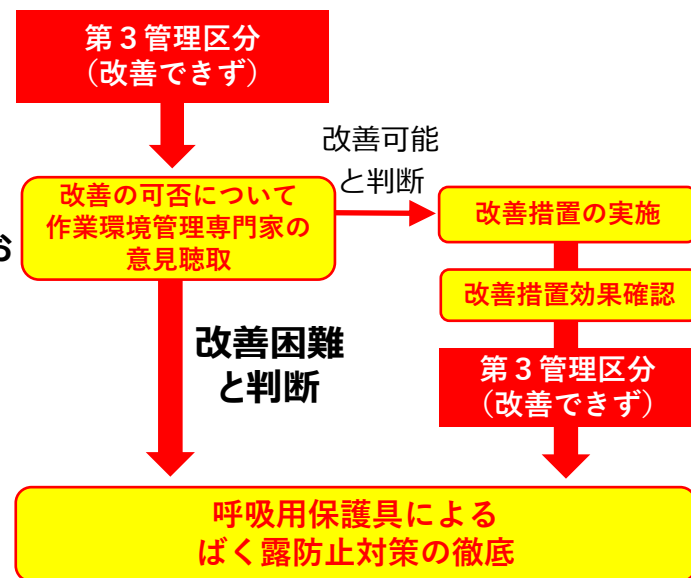 第３管理区分
（改善できず）
改善可能
と判断
改善の可否について
作業環境管理専門家の
意見聴取
改善措置の実施
改善措置効果確認
改善困難
と判断
第３管理区分
（改善できず）
呼吸用保護具による
ばく露防止対策の徹底